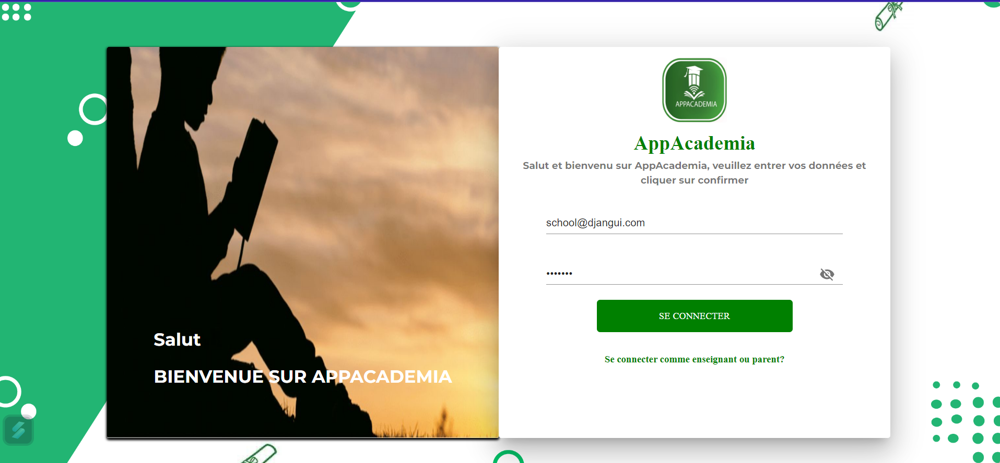 Salut
BIENVENUE SUR APPACADEMIA
APPACADEMIA
AppAcademia
Salut et bienvenu sur AppAcademia, veuillez entrer vos données et
cliquer sur confirmer
school@djangui.com
•••••••
SE CONNECTER
Se connecter comme enseignant ou parent?